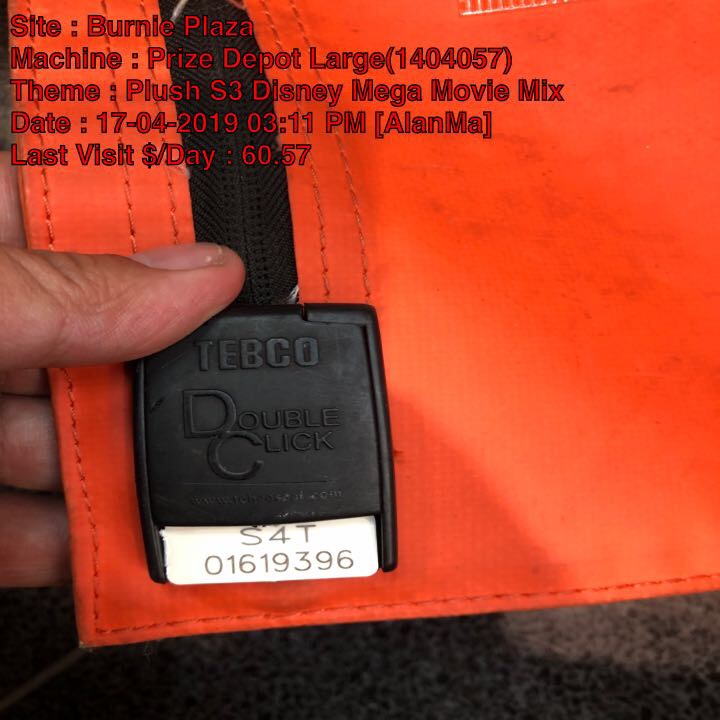 Site : Burnie Plaza
Machine : Prize Depot Large(1404057)
Theme : Plush S3 Disney Mega Movie Mix
Date : 17-04-2019 03:11 PM [AlanMa]
Last Visit $/Day : 60.57
TEBCO
DOUBLE
CLICK
S4T
01619396